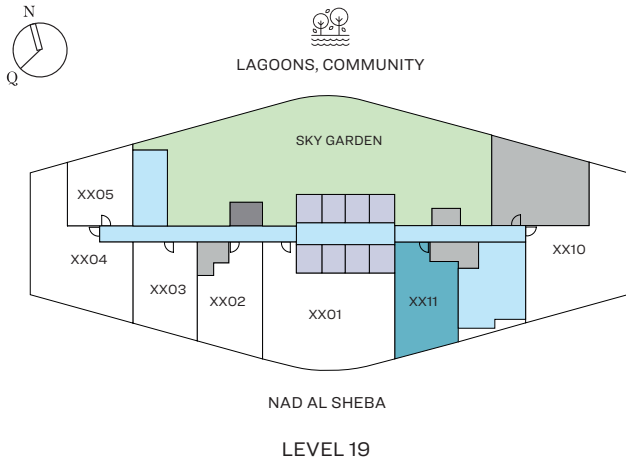 N
Q
LAGOONS, COMMUNITY
SKY GARDEN
XX05
XX04
XX03
XX02
XX01
XX11
XX10
NAD AL SHEBA
LEVEL 19